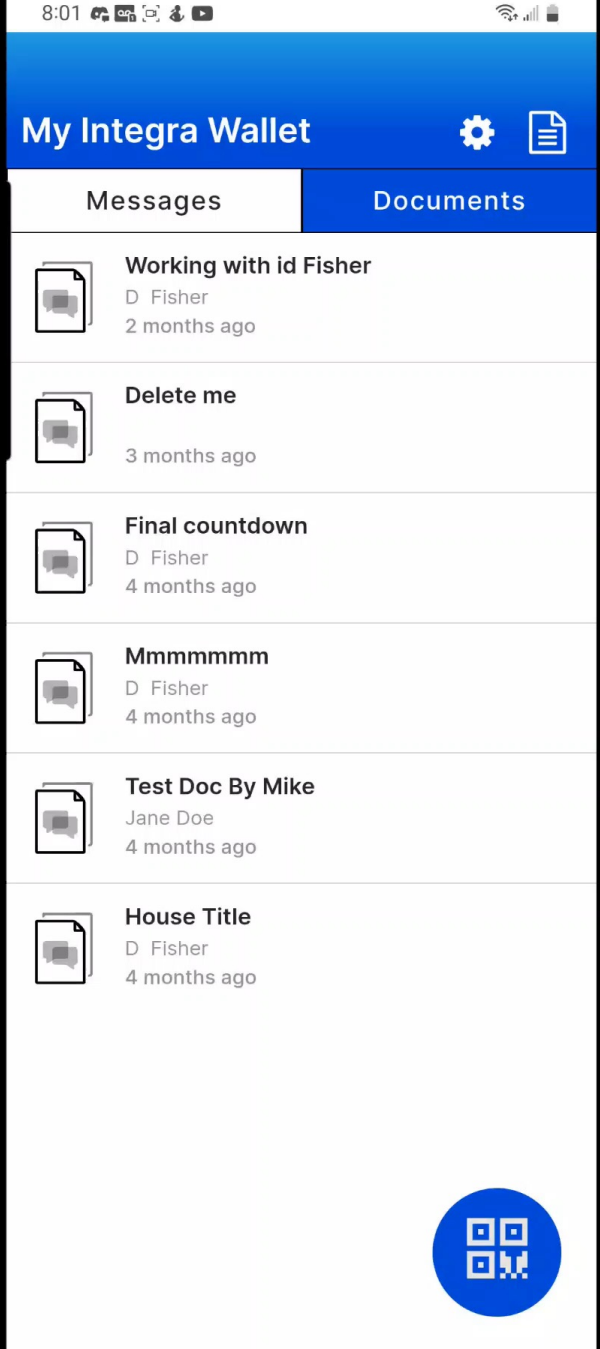 8:01
My Integra Wallet
Messages Documents
Working with id Fisher
D Fisher
2 months ago
Delete me
3 months ago
Final countdown
D Fisher
4 months ago
Mmmmmmm
D Fisher
4 months ago
Test Doc By Mike
Jane Doe
4 months ago
House Title
D Fisher
4 months ago